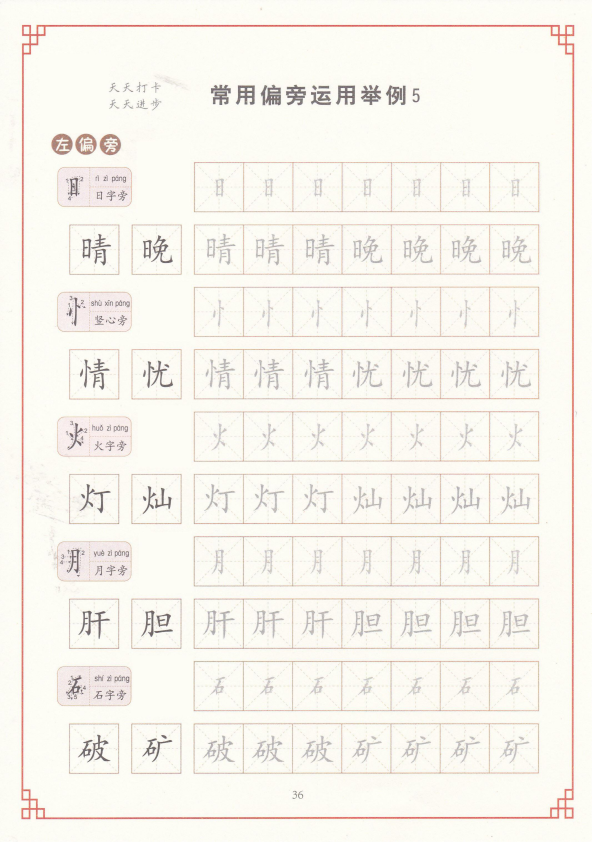 天天打卡
天天进步
常用偏旁运用举例5
左偏旁
rì zì páng
日字旁
日 日 日 日 日 日 日
晴 晚 晴 晴 晴 晚 晚 晚 晚
shù xīn páng
竖心旁
忄 忄 忄 忄 忄 忄 忄
情 忧 情 情 情 忧 忧 忧 忧
huǒ zì páng
火字旁
火 火 火 火 火 火 火
灯 灿 灯 灯 灯 灿 灿 灿 灿
yuè zì páng
月字旁
月 月 月 月 月 月 月
肝 胆 肝 肝 肝 胆 胆 胆 胆
shí zì páng
石字旁
石 石 石 石 石 石 石
破 矿 破 破 破 矿 矿 矿 矿
36